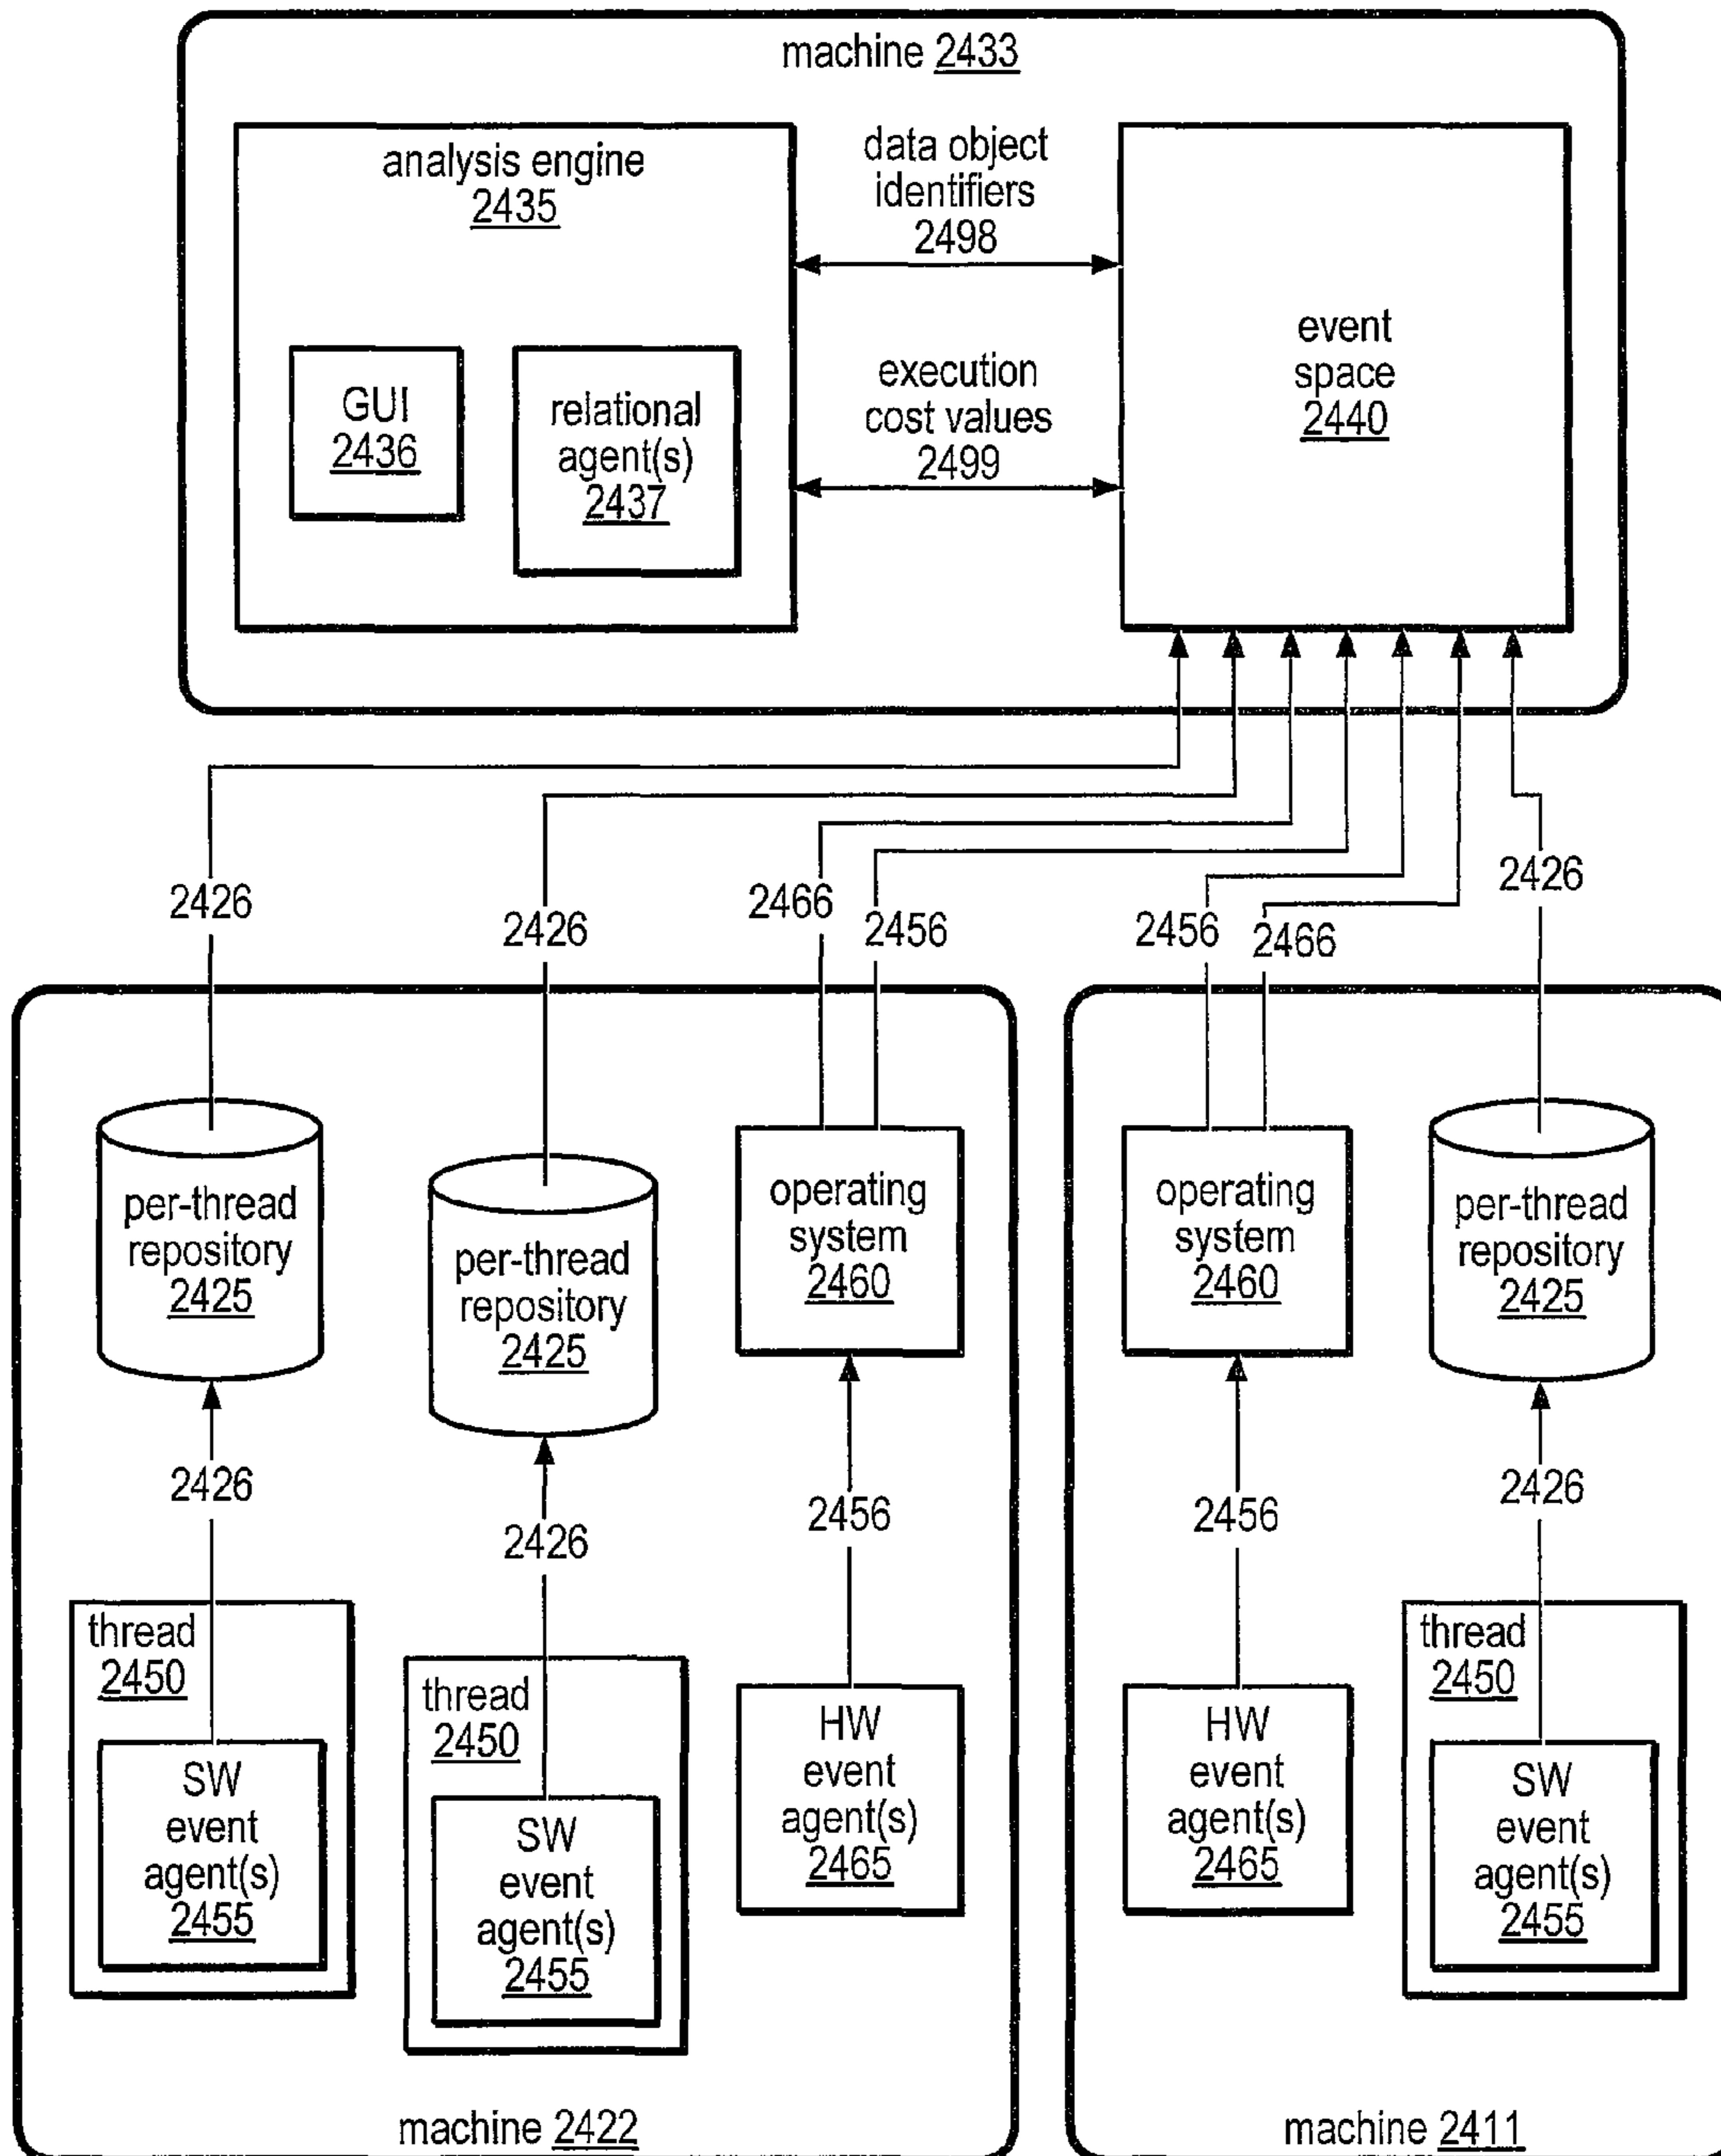 machine 2433
analysis engine
2435
data object
identifiers
2498
GUI
2436
relational
agent(s)
2437
execution
cost values
2499
event
space
2440
2426
2426
2466
2456
2456
2466
2426
per-thread
repository
2425
per-thread
repository
2425
operating
system
2460
operating
system
2460
per-thread
repository
2425
2426
2426
2456
2456
2426
thread
2450
SW
event
agent(s)
2455
thread
2450
SW
event
agent(s)
2455
HW
event
agent(s)
2465
HW
event
agent(s)
2465
thread
2450
SW
event
agent(s)
2455
machine 2422
machine 2411